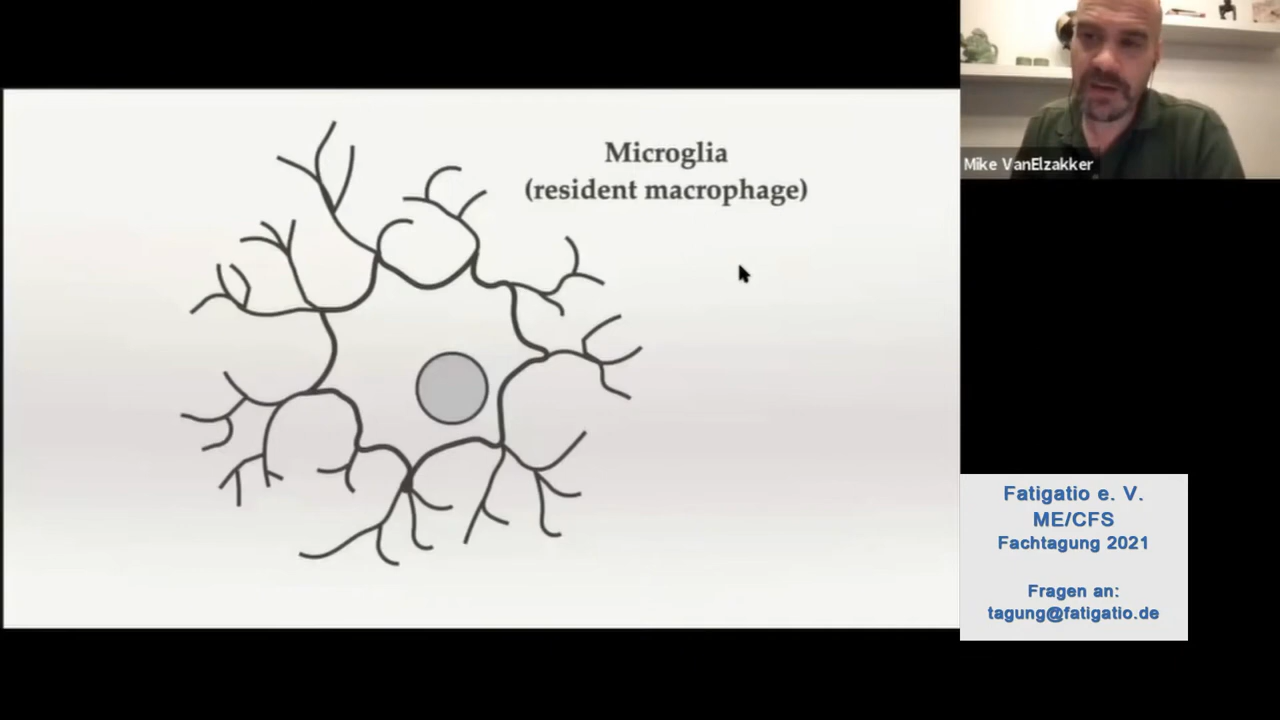 Microglia
(resident macrophage)
Mike VanElzakker
Fatigatio e. V.
ME/CFS
Fachtagung 2021
Fragen an:
tagung@fatigatio.de